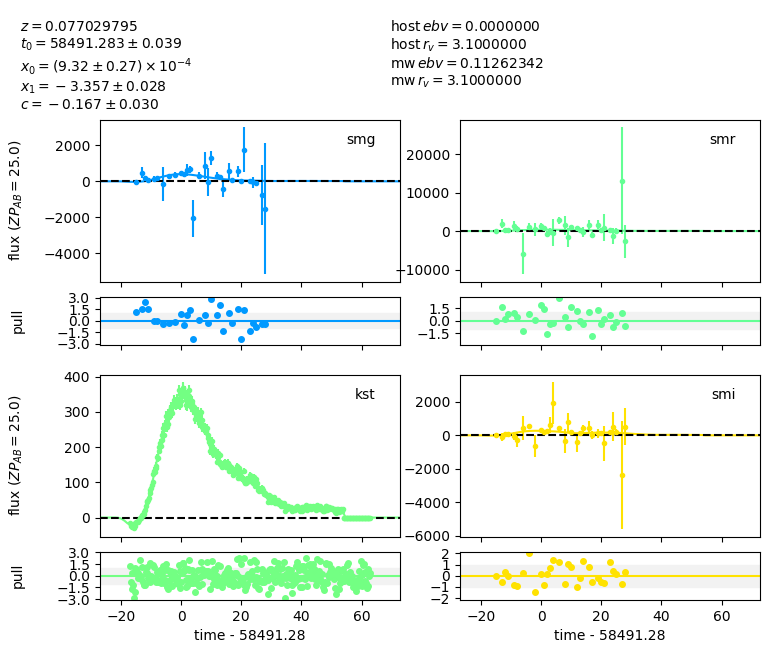 z = 0.077029795
t₀ = 58491.283 ± 0.039
x₀ = (9.32 ± 0.27) × 10⁻⁴
x₁ = −3.357 ± 0.028
c = −0.167 ± 0.030
host ebv = 0.0000000
host r_v = 3.1000000
mw ebv = 0.11262342
mw r_v = 3.1000000
flux (ZP_AB = 25.0)
2000
0
−2000
−4000
smg
20000
10000
0
−10000
smr
pull
3.0
1.5
0.0
−1.5
−3.0
1.5
0.0
−1.5
flux (ZP_AB = 25.0)
400
300
200
100
0
kst
2000
0
−2000
−4000
−6000
smi
pull
3.0
1.5
0.0
−1.5
−3.0
−20 0 20 40 60
time - 58491.28
2
1
0
−1
−2
−20 0 20 40 60
time - 58491.28